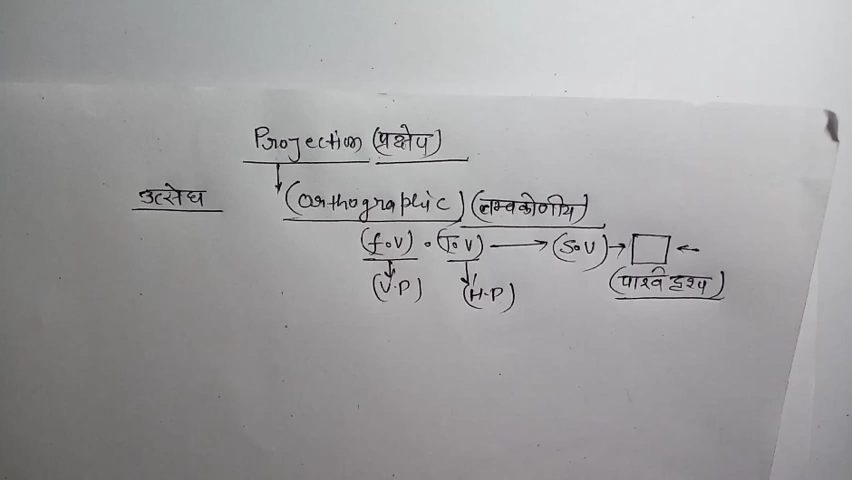 Projection (प्रक्षेप)
उत्सेध (Orthographic) (लम्बकोणीय)
(f.v) . (T.V) → (S.V) → ←
(V.P) (H.P) (पार्श्व दृश्य)